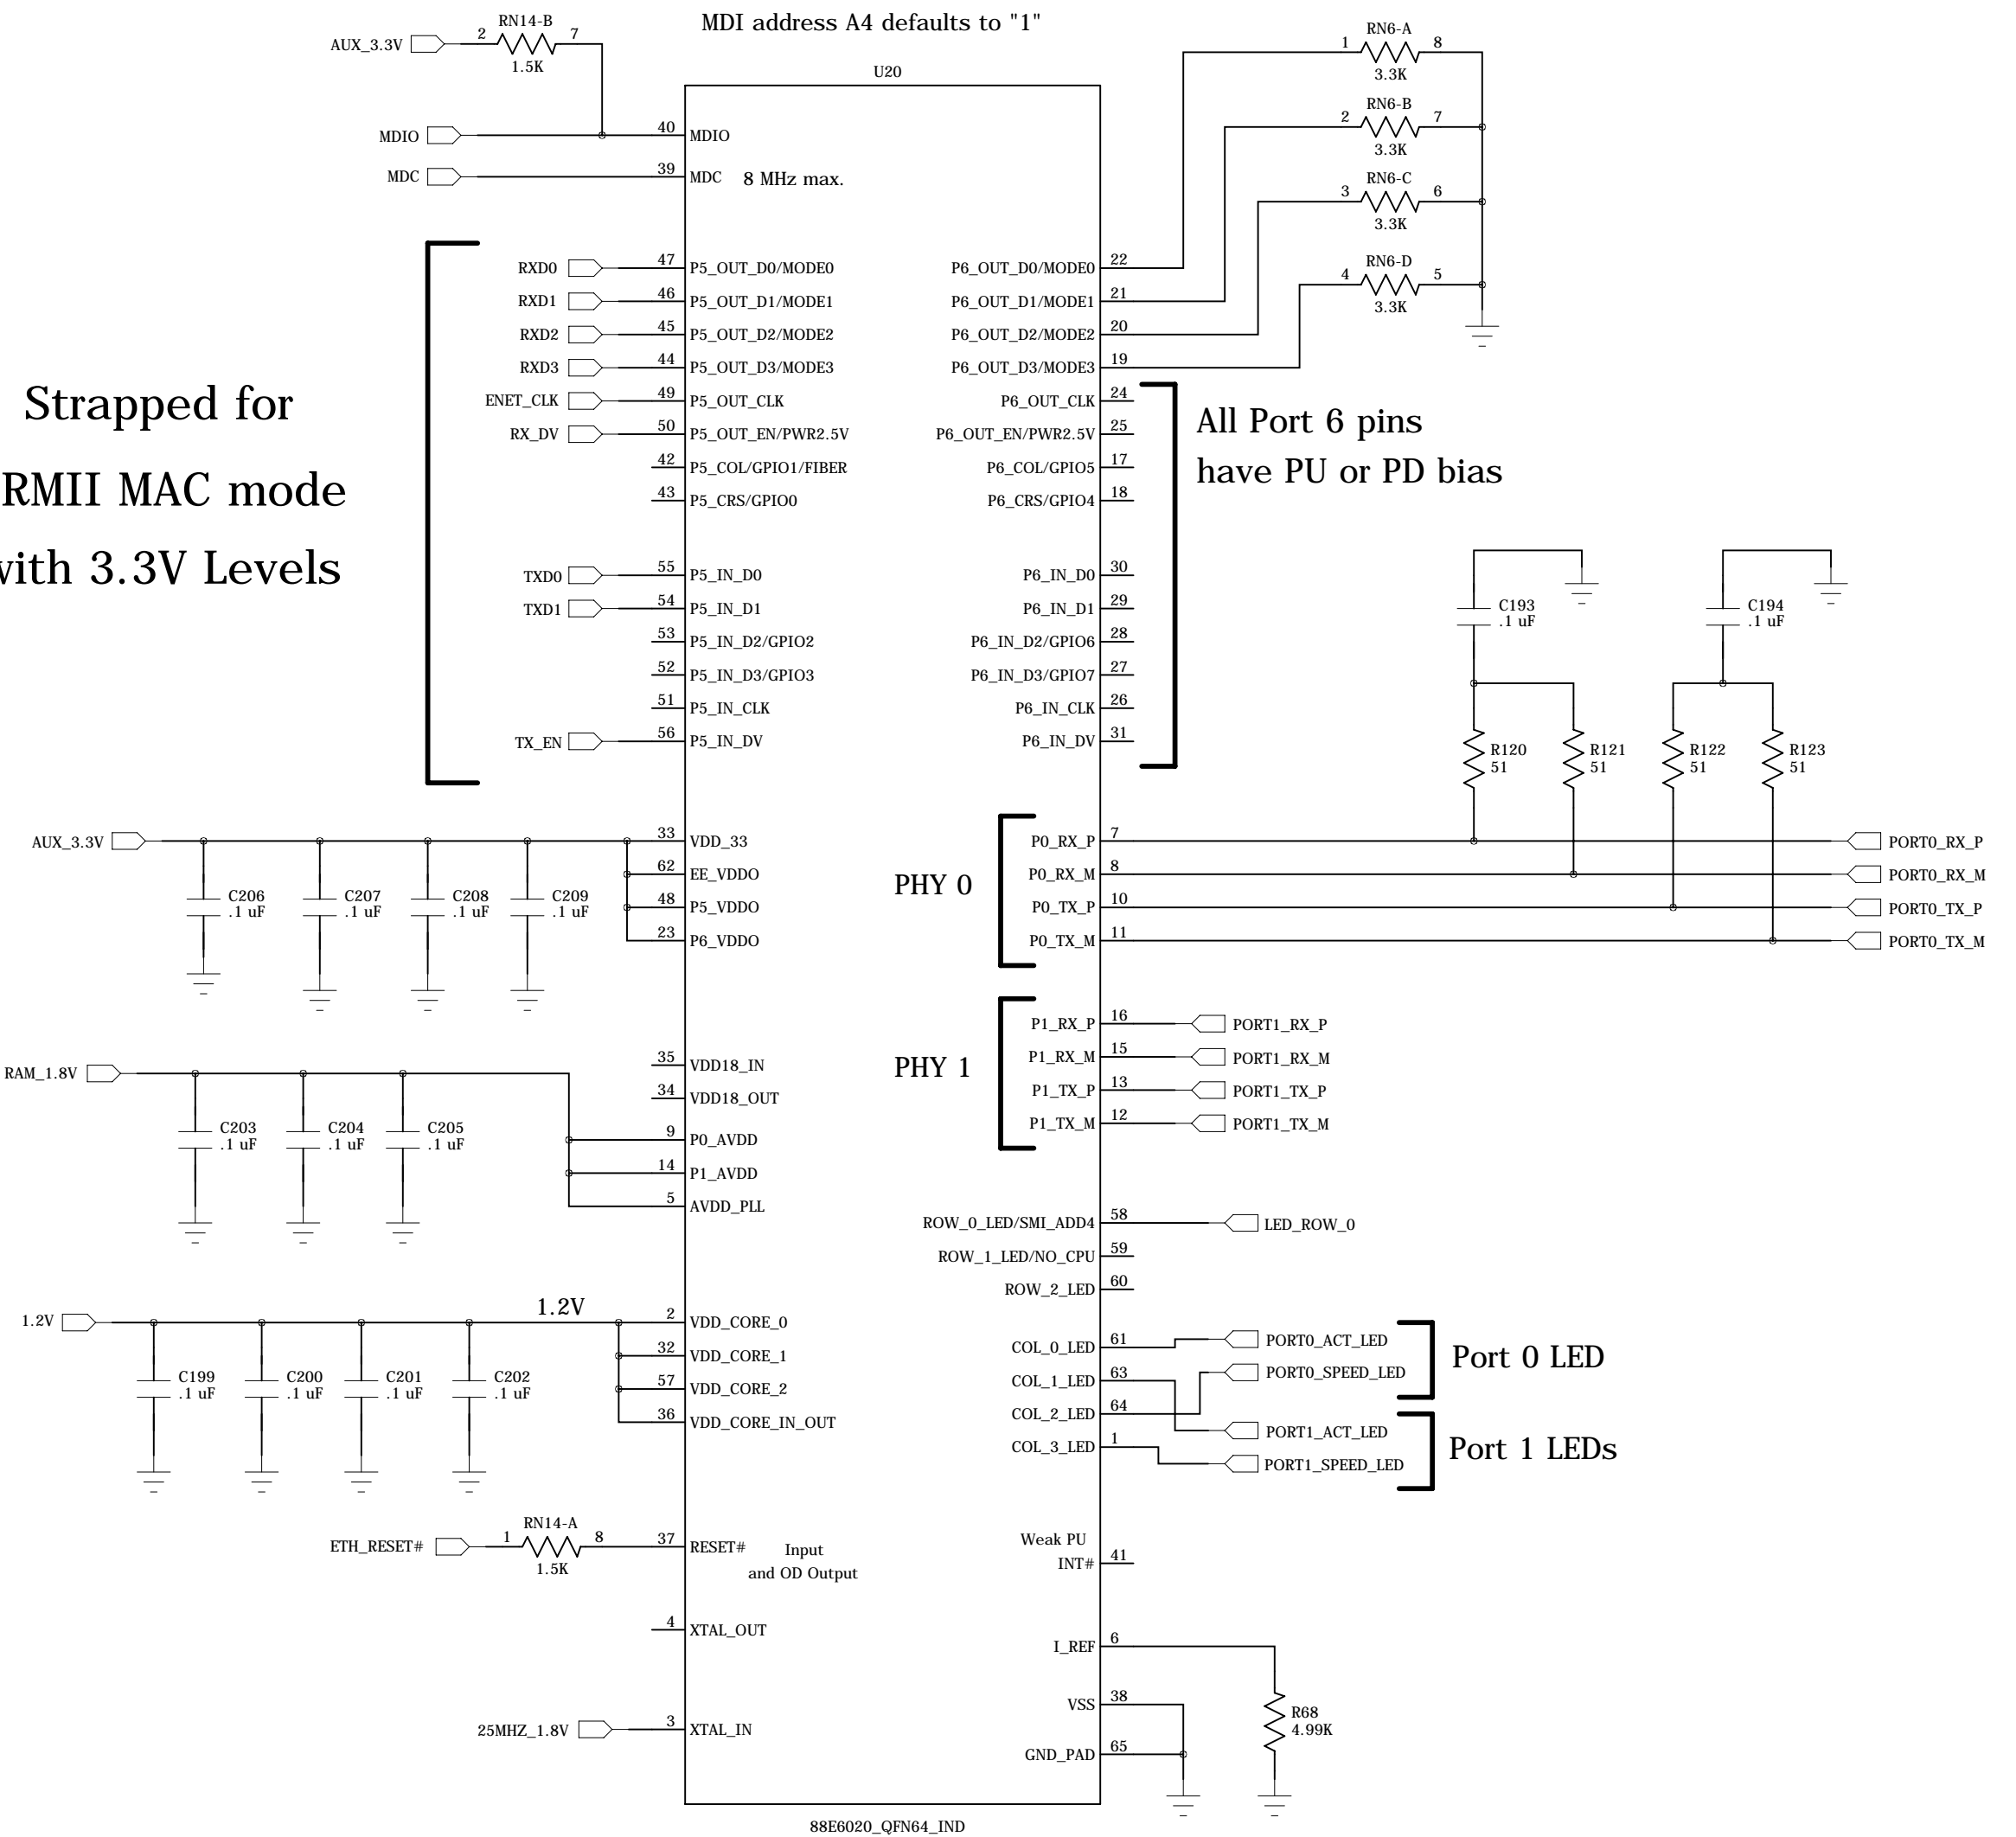 MDI address A4 defaults to "1"
U20
AUX_3.3V
2
RN14-B
7
1.5K
MDIO
40
MDIO
MDC
39
MDC
8 MHz max.
Strapped for
RMII MAC mode
with 3.3V Levels
RXD0
47
P5_OUT_D0/MODE0
RXD1
46
P5_OUT_D1/MODE1
RXD2
45
P5_OUT_D2/MODE2
RXD3
44
P5_OUT_D3/MODE3
ENET_CLK
49
P5_OUT_CLK
RX_DV
50
P5_OUT_EN/PWR2.5V
42
P5_COL/GPIO1/FIBER
43
P5_CRS/GPIO0
TXD0
55
P5_IN_D0
TXD1
54
P5_IN_D1
53
P5_IN_D2/GPIO2
52
P5_IN_D3/GPIO3
51
P5_IN_CLK
TX_EN
56
P5_IN_DV
AUX_3.3V
33
VDD_33
62
EE_VDDO
48
P5_VDDO
23
P6_VDDO
C206
.1 uF
C207
.1 uF
C208
.1 uF
C209
.1 uF
RAM_1.8V
35
VDD18_IN
34
VDD18_OUT
9
P0_AVDD
14
P1_AVDD
5
AVDD_PLL
C203
.1 uF
C204
.1 uF
C205
.1 uF
1.2V
1.2V
2
VDD_CORE_0
32
VDD_CORE_1
57
VDD_CORE_2
36
VDD_CORE_IN_OUT
C199
.1 uF
C200
.1 uF
C201
.1 uF
C202
.1 uF
ETH_RESET#
1
RN14-A
8
1.5K
37
RESET#
Input
and OD Output
4
XTAL_OUT
25MHZ_1.8V
3
XTAL_IN
RN6-A
1
8
3.3K
RN6-B
2
7
3.3K
RN6-C
3
6
3.3K
RN6-D
4
5
3.3K
P6_OUT_D0/MODE0
22
P6_OUT_D1/MODE1
21
P6_OUT_D2/MODE2
20
P6_OUT_D3/MODE3
19
P6_OUT_CLK
24
P6_OUT_EN/PWR2.5V
25
P6_COL/GPIO5
17
P6_CRS/GPIO4
18
P6_IN_D0
30
P6_IN_D1
29
P6_IN_D2/GPIO6
28
P6_IN_D3/GPIO7
27
P6_IN_CLK
26
P6_IN_DV
31
All Port 6 pins
have PU or PD bias
C193
.1 uF
C194
.1 uF
R120
51
R121
51
R122
51
R123
51
PHY 0
P0_RX_P
7
PORT0_RX_P
P0_RX_M
8
PORT0_RX_M
P0_TX_P
10
PORT0_TX_P
P0_TX_M
11
PORT0_TX_M
PHY 1
P1_RX_P
16
PORT1_RX_P
P1_RX_M
15
PORT1_RX_M
P1_TX_P
13
PORT1_TX_P
P1_TX_M
12
PORT1_TX_M
ROW_0_LED/SMI_ADD4
58
LED_ROW_0
ROW_1_LED/NO_CPU
59
ROW_2_LED
60
COL_0_LED
61
PORT0_ACT_LED
COL_1_LED
63
PORT0_SPEED_LED
COL_2_LED
64
PORT1_ACT_LED
COL_3_LED
1
PORT1_SPEED_LED
Port 0 LED
Port 1 LEDs
Weak PU
INT#
41
I_REF
6
VSS
38
GND_PAD
65
R68
4.99K
88E6020_QFN64_IND